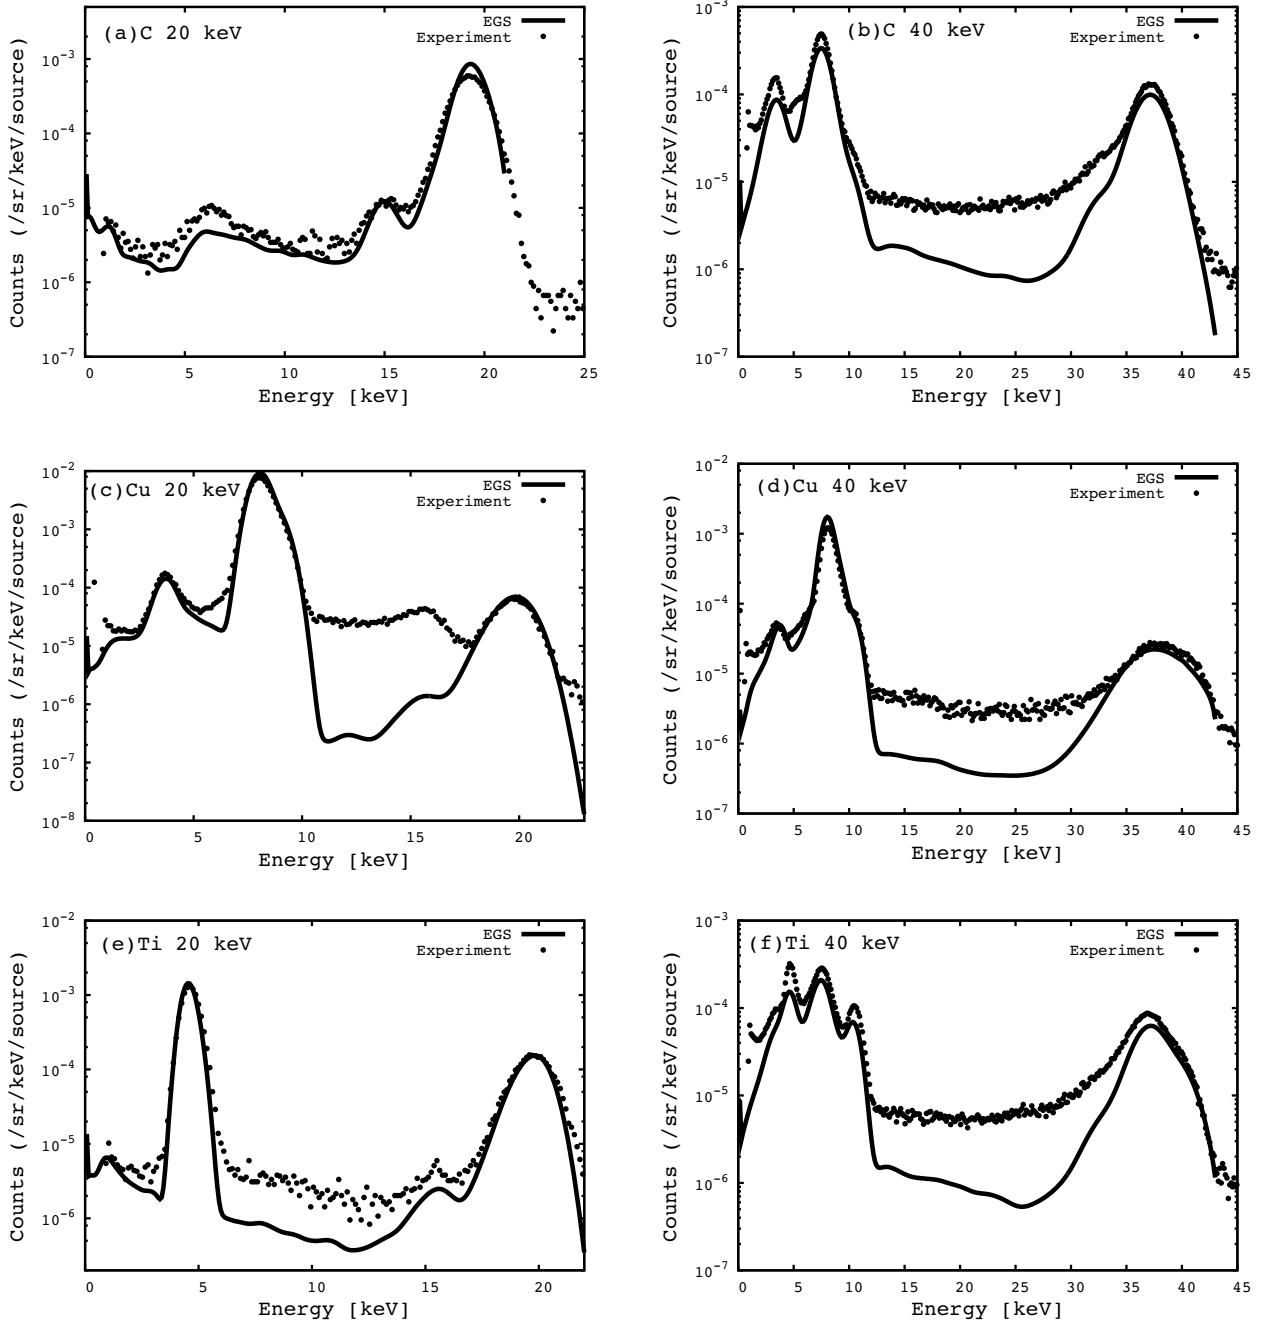 (a)C 20 keV
EGS
Experiment
Counts (/sr/keV/source)
10^-3
10^-4
10^-5
10^-6
10^-7
0 5 10 15 20 25
Energy [keV]
(b)C 40 keV
EGS
Experiment
Counts (/sr/keV/source)
10^-3
10^-4
10^-5
10^-6
10^-7
0 5 10 15 20 25 30 35 40 45
Energy [keV]
(c)Cu 20 keV
EGS
Experiment
Counts (/sr/keV/source)
10^-2
10^-3
10^-4
10^-5
10^-6
10^-7
10^-8
0 5 10 15 20
Energy [keV]
(d)Cu 40 keV
EGS
Experiment
Counts (/sr/keV/source)
10^-2
10^-3
10^-4
10^-5
10^-6
10^-7
0 5 10 15 20 25 30 35 40 45
Energy [keV]
(e)Ti 20 keV
EGS
Experiment
Counts (/sr/keV/source)
10^-2
10^-3
10^-4
10^-5
10^-6
0 5 10 15 20
Energy [keV]
(f)Ti 40 keV
EGS
Experiment
Counts (/sr/keV/source)
10^-3
10^-4
10^-5
10^-6
10^-7
0 5 10 15 20 25 30 35 40 45
Energy [keV]